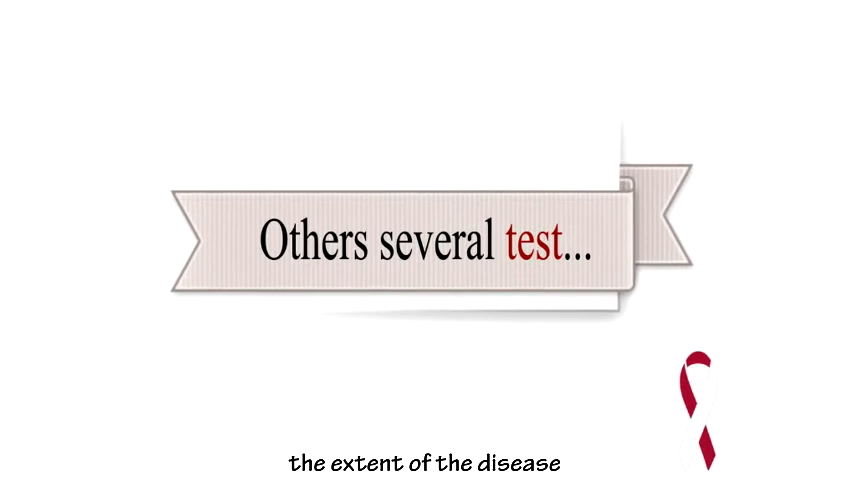 Others several test...
the extent of the disease